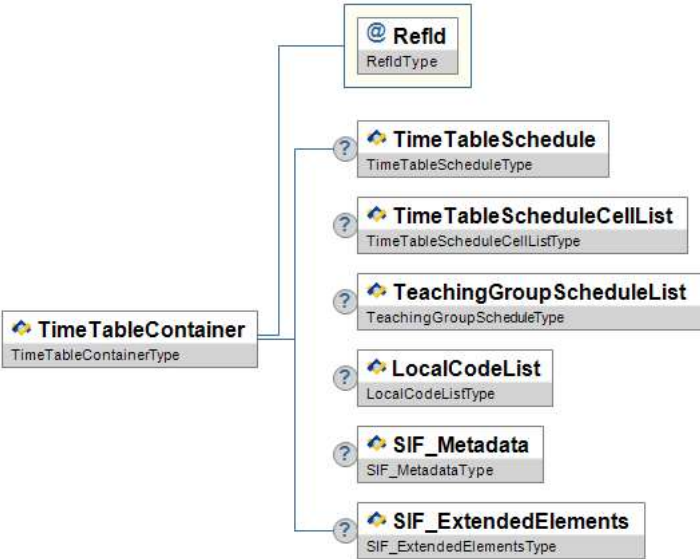 @ RefId
RefIdType
? TimeTableSchedule
TimeTableScheduleType
? TimeTableScheduleCellList
TimeTableScheduleCellListType
? TeachingGroupScheduleList
TeachingGroupScheduleType
TimeTableContainer
TimeTableContainerType
? LocalCodeList
LocalCodeListType
? SIF_Metadata
SIF_MetadataType
? SIF_ExtendedElements
SIF_ExtendedElementsType